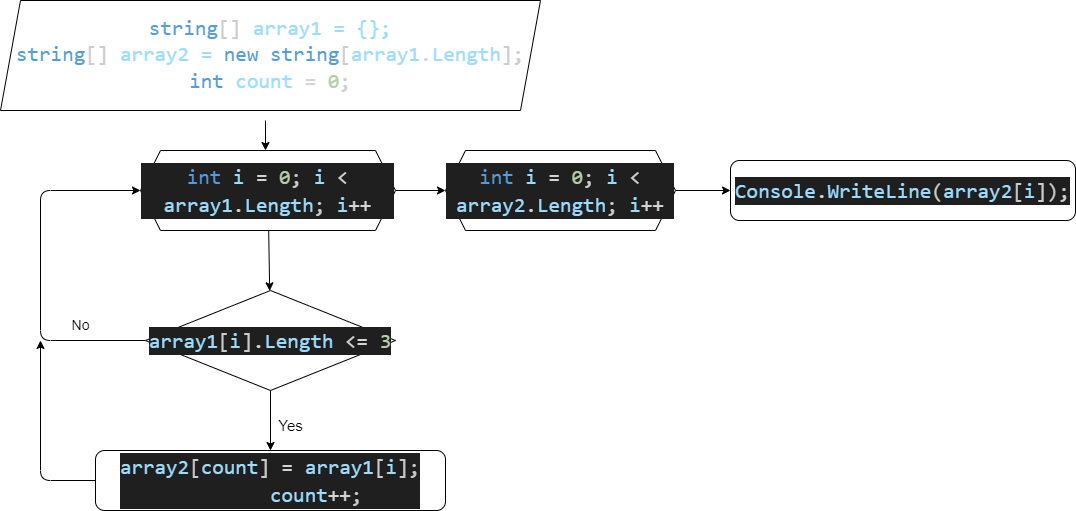 string[] array1 = {};
string[] array2 = new string[array1.Length];
int count = 0;
int i = 0; i <
array1.Length; i++
int i = 0; i <
array2.Length; i++
Console.WriteLine(array2[i]);
No
array1[i].Length <= 3
Yes
array2[count] = array1[i];
count++;